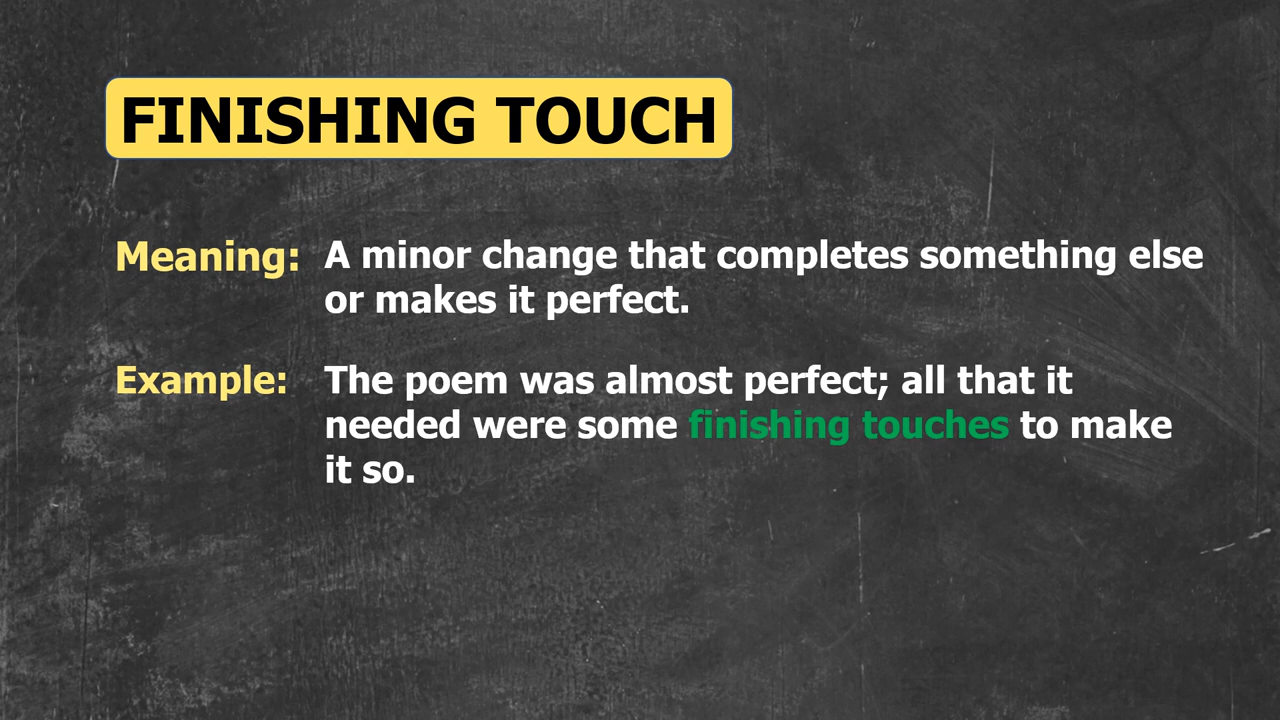 FINISHING TOUCH
Meaning: A minor change that completes something else
or makes it perfect.
Example: The poem was almost perfect; all that it
needed were some finishing touches to make
it so.